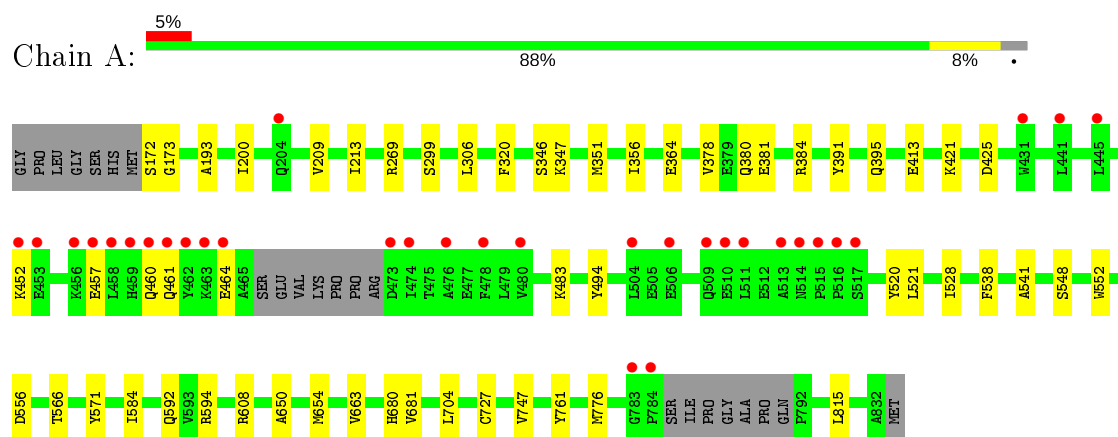 5%
Chain A:
88% 8% •
GLY PRO LEU GLY SER HIS MET S172 G173 A193 I200 Q204 V209 I213 R269 S299 L306 F320 S346 K347 M351 I356 E364 V378 E379 Q380 E381 R384 Y391 Q395 E413 K421 D425 W431 L441 L445
K452 E453 K456 E457 L458 H459 Q460 Q461 Y462 K463 E464 A465 SER GLU VAL LYS PRO PRO ARG D473 I474 T475 A476 E477 F478 L479 V480 K483 Y494 L504 E505 E506 Q509 E510 L511 E512 A513 N514 P515 P516 S517 Y520 L521 I528 F538 A541 S548 W552
D556 T566 Y571 I584 Q592 V593 R594 R608 A650 M654 V663 H680 V681 L704 C727 V747 Y761 M776 G783 P784 SER ILE PRO GLY ALA PRO GLN P792 L815 A832 MET